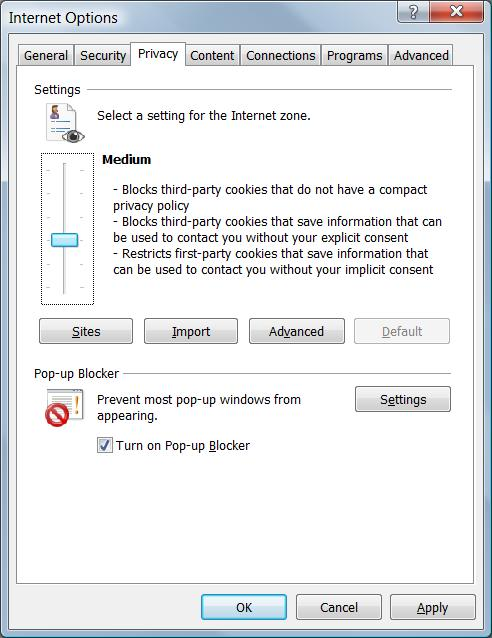 Internet Options
?
General Security Privacy Content Connections Programs Advanced
Settings
Select a setting for the Internet zone.
Medium
- Blocks third-party cookies that do not have a compact
privacy policy
- Blocks third-party cookies that save information that can
be used to contact you without your explicit consent
- Restricts first-party cookies that save information that
can be used to contact you without your implicit consent
Sites Import Advanced Default
Pop-up Blocker
Prevent most pop-up windows from
appearing.
Settings
Turn on Pop-up Blocker
OK Cancel Apply